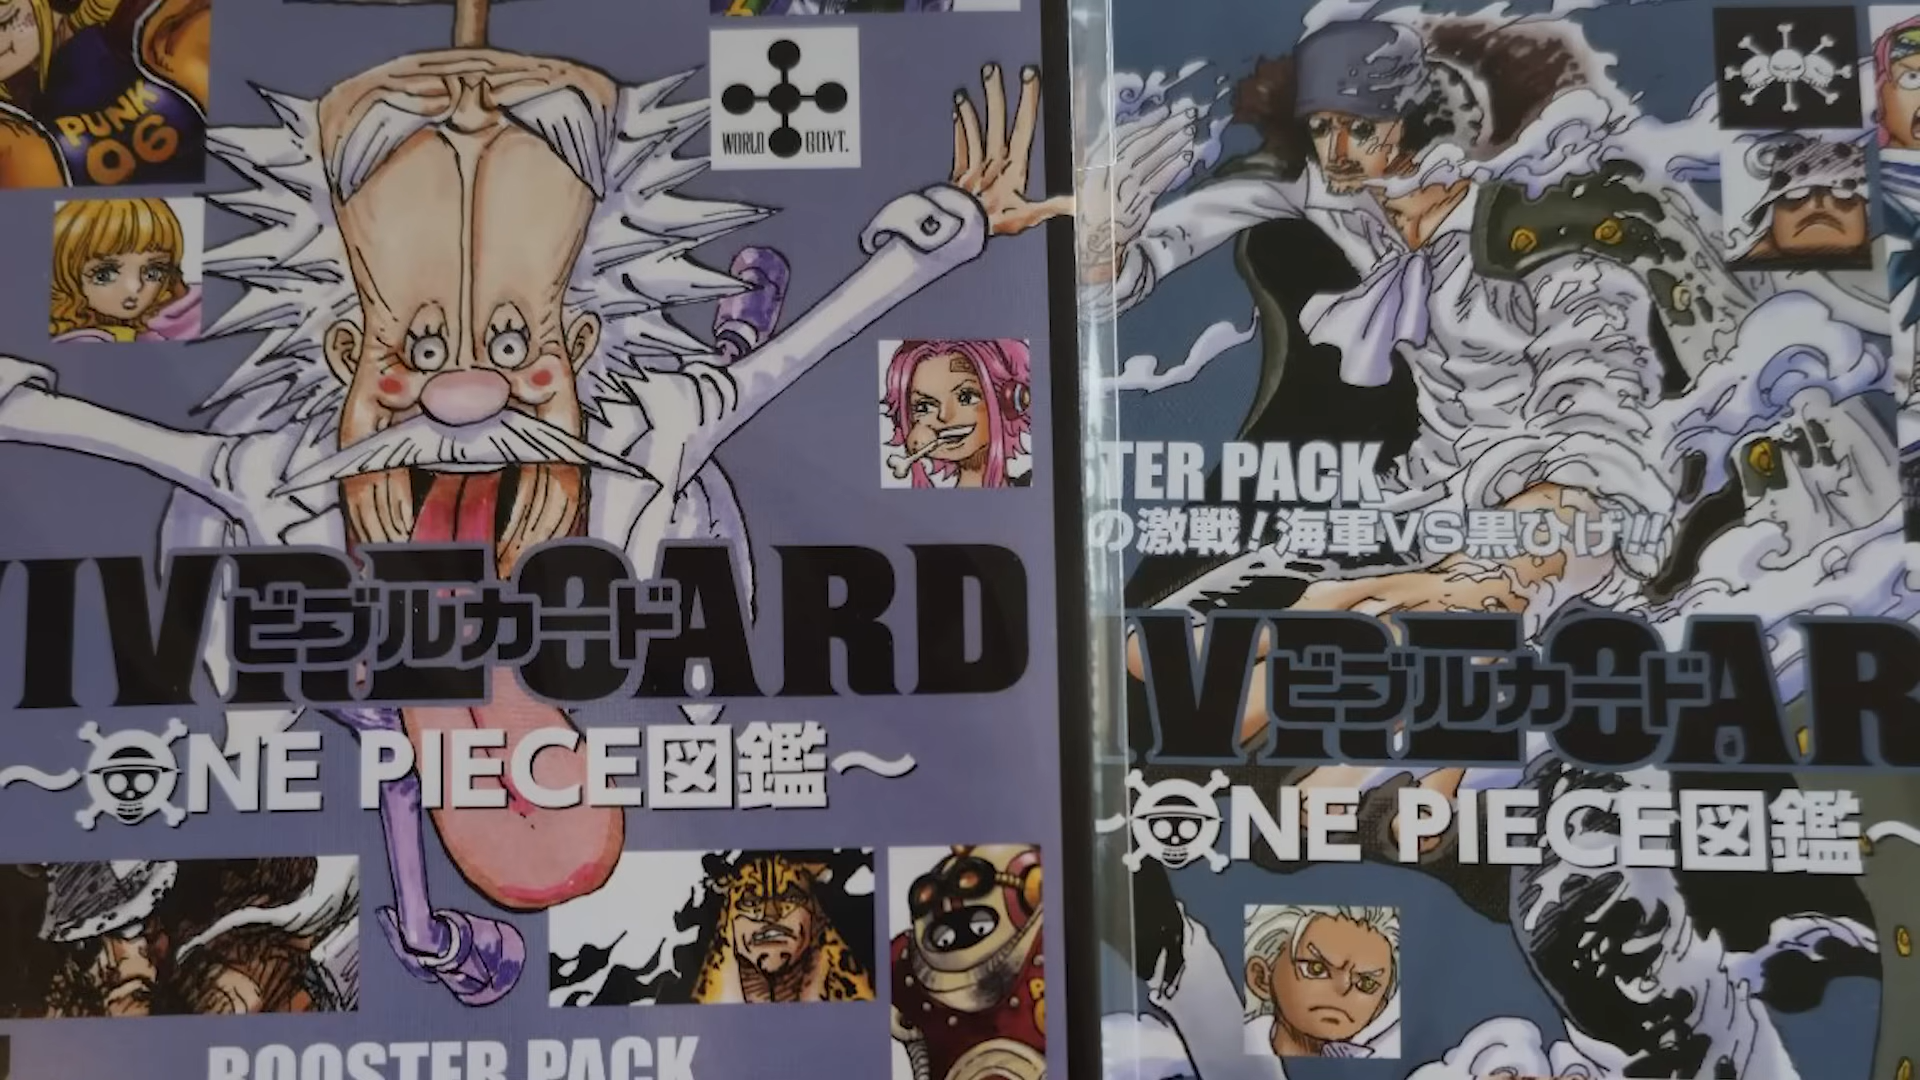 PUNK
06
WORLD GOVT.
IVRE CARD
ビブルカード
～ONE PIECE図鑑～
BOOSTER PACK
TER PACK
の激戦!海軍VS黒ひげ!!
VRE CAR
ビブルカード
～ONE PIECE図鑑～